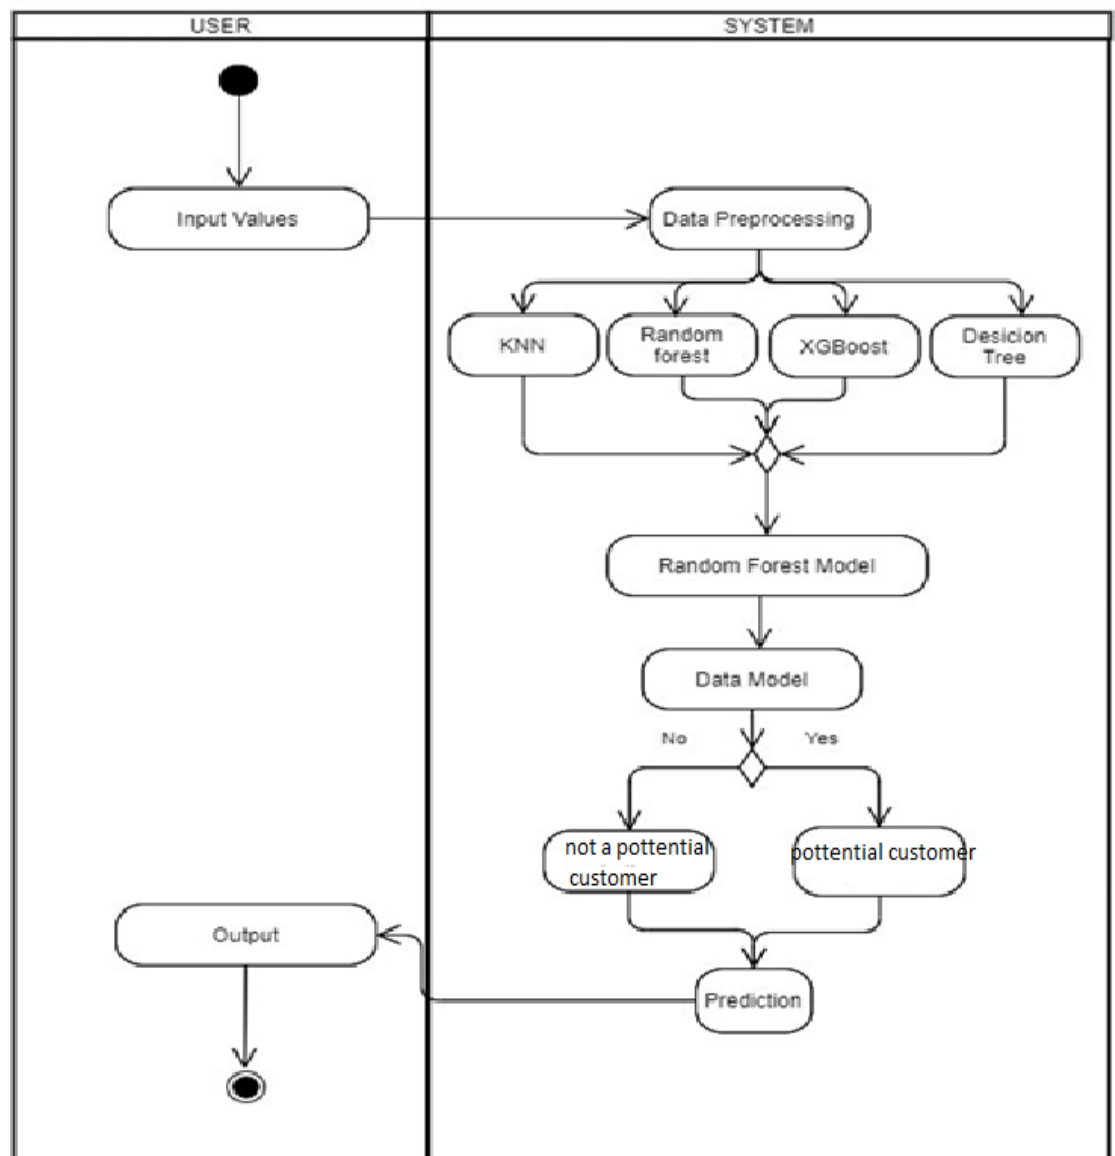 USER
SYSTEM
Input Values
Data Preprocessing
KNN
Random
forest
XGBoost
Desicion
Tree
Random Forest Model
Data Model
No
Yes
not a pottential
customer
pottential customer
Output
Prediction